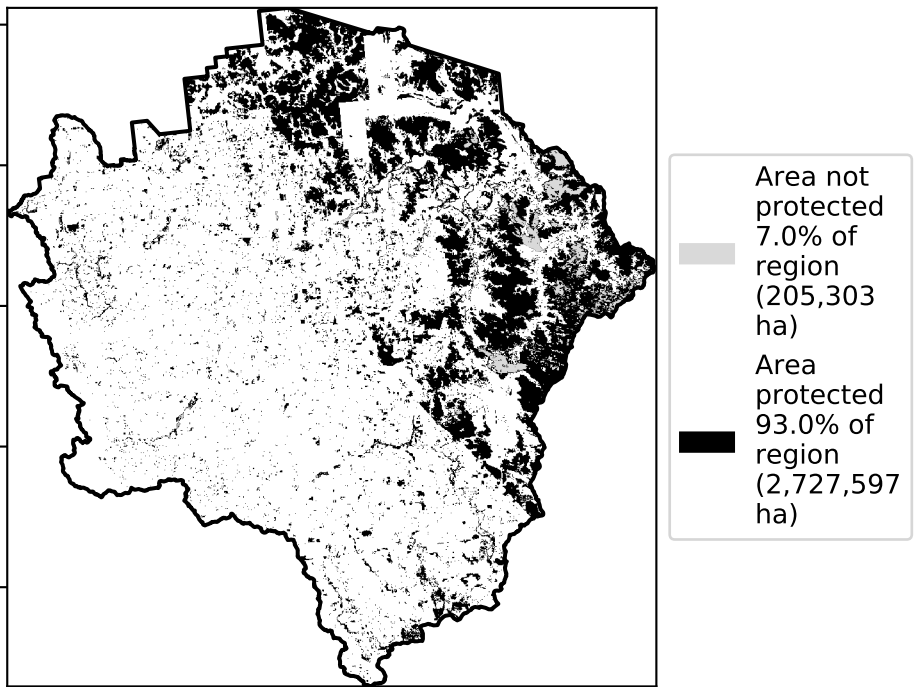 Area not
protected
7.0% of
region
(205,303
ha)
Area
protected
93.0% of
region
(2,727,597
ha)